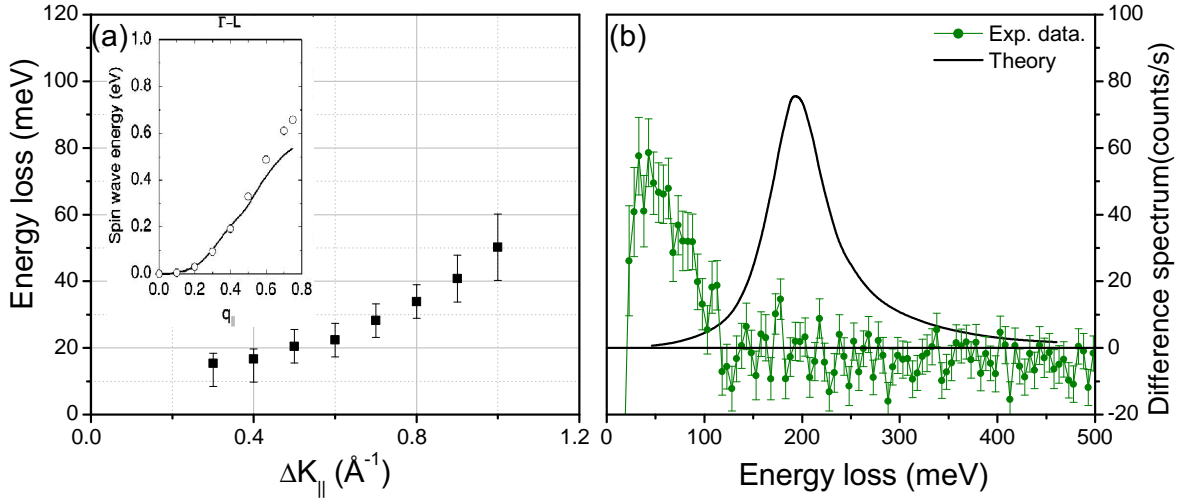 (a)
Γ-L
Spin wave energy (eV)
1.0
0.8
0.6
0.4
0.2
0.0
0.0 0.2 0.4 0.6 0.8
q||
Energy loss (meV)
120
100
80
60
40
20
0
0.0 0.4 0.8 1.2
ΔK|| (Å⁻¹)
(b)
Exp. data.
Theory
100
80
60
40
20
0
-20
Difference spectrum(counts/s)
0 100 200 300 400 500
Energy loss (meV)